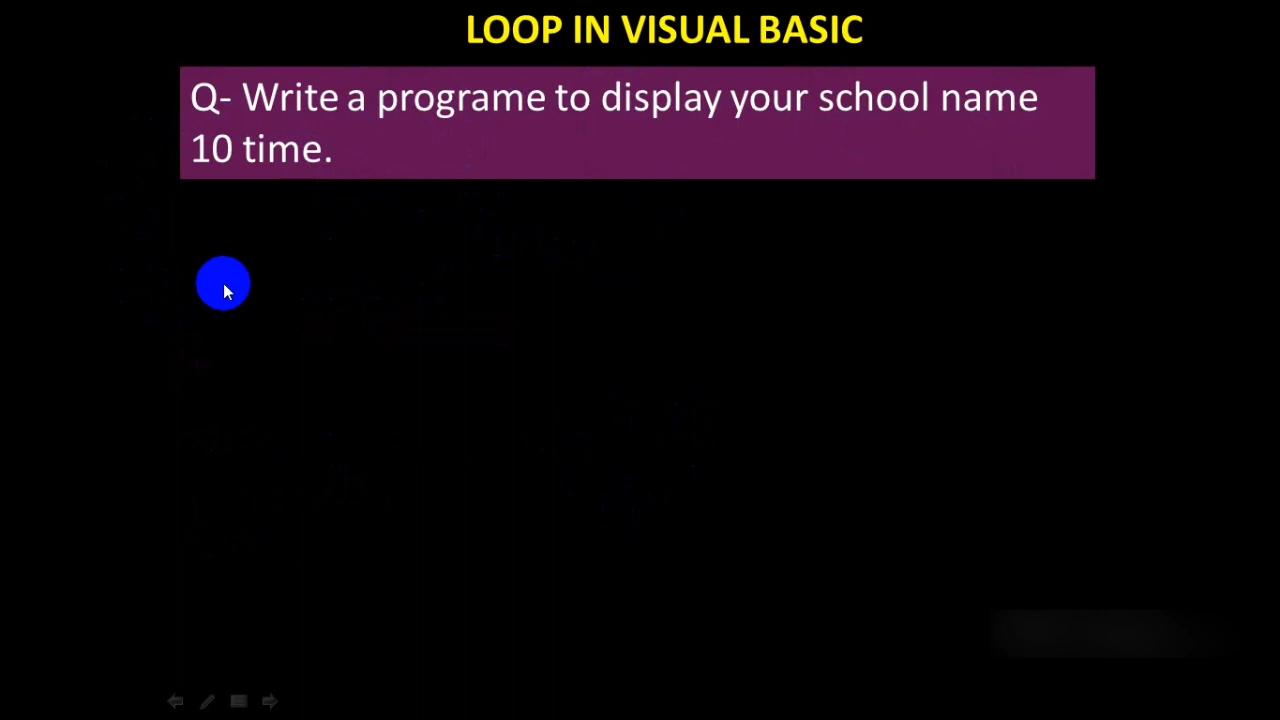 LOOP IN VISUAL BASIC
Q- Write a programe to display your school name
10 time.